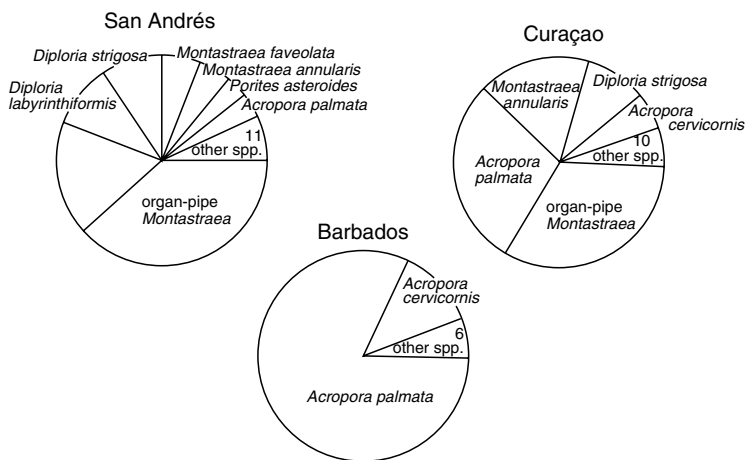 San Andrés
Diploria strigosa
Montastraea faveolata
Montastraea annularis
Porites asteroides
Diploria
labyrinthiformis
Acropora palmata
11
other spp.
organ-pipe
Montastraea
Curaçao
Montastraea
annularis
Diploria strigosa
Acropora
cervicornis
10
other spp.
Acropora
palmata
organ-pipe
Montastraea
Barbados
Acropora
cervicornis
6
other spp.
Acropora palmata